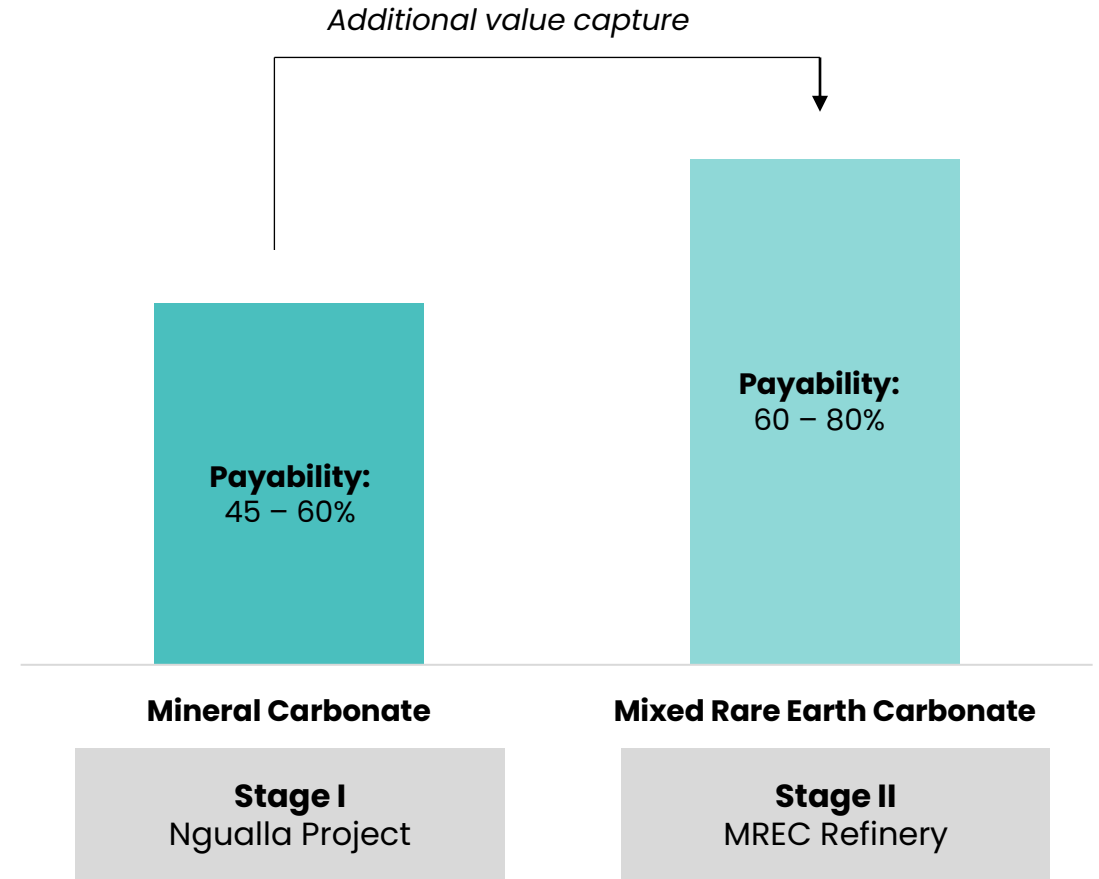 Additional value capture
Payability:
45 – 60%
Payability:
60 – 80%
Mineral Carbonate
Mixed Rare Earth Carbonate
Stage I
Ngualla Project
Stage II
MREC Refinery